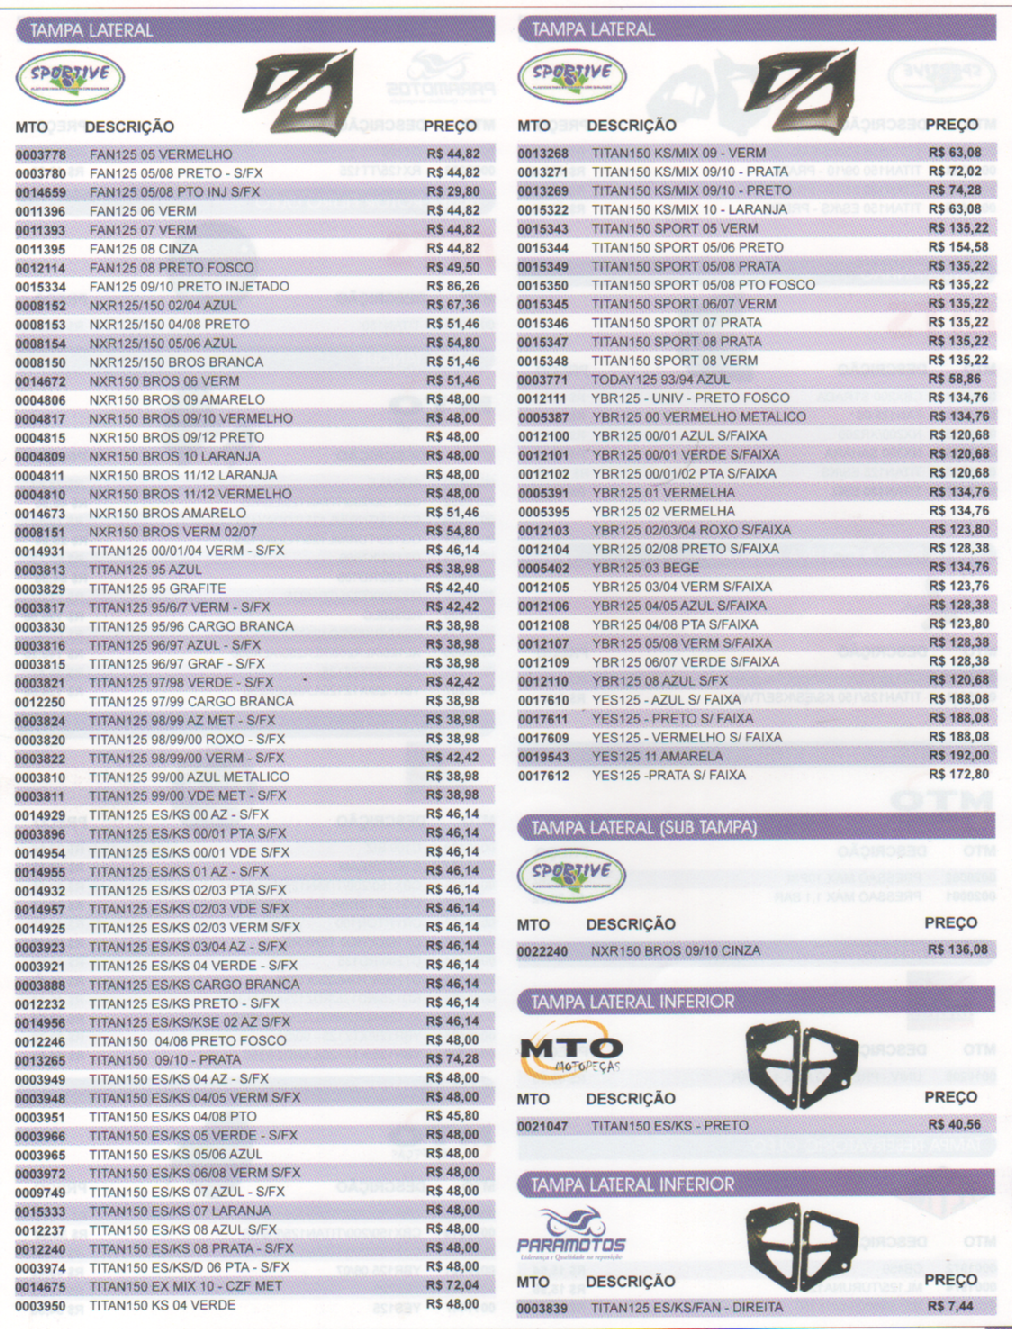 TAMPA LATERAL
SPORTIVE
MTO DESCRIÇÃO PREÇO
0003778 FAN125 05 VERMELHO R$ 44,82
0003780 FAN125 05/08 PRETO - S/FX R$ 44,82
0014659 FAN125 05/08 PTO INJ S/FX R$ 29,80
0011396 FAN125 06 VERM R$ 44,82
0011393 FAN125 07 VERM R$ 44,82
0011395 FAN125 08 CINZA R$ 44,82
0012114 FAN125 08 PRETO FOSCO R$ 49,50
0015334 FAN125 09/10 PRETO INJETADO R$ 86,26
0008152 NXR125/150 02/04 AZUL R$ 67,36
0008153 NXR125/150 04/08 PRETO R$ 51,46
0008154 NXR125/150 05/06 AZUL R$ 54,80
0008150 NXR125/150 BROS BRANCA R$ 51,46
0014672 NXR150 BROS 06 VERM R$ 51,46
0004806 NXR150 BROS 09 AMARELO R$ 48,00
0004817 NXR150 BROS 09/10 VERMELHO R$ 48,00
0004815 NXR150 BROS 09/12 PRETO R$ 48,00
0004809 NXR150 BROS 10 LARANJA R$ 48,00
0004811 NXR150 BROS 11/12 LARANJA R$ 48,00
0004810 NXR150 BROS 11/12 VERMELHO R$ 48,00
0014673 NXR150 BROS AMARELO R$ 51,46
0008151 NXR150 BROS VERM 02/07 R$ 54,80
0014931 TITAN125 00/01/04 VERM - S/FX R$ 46,14
0003813 TITAN125 95 AZUL R$ 38,98
0003829 TITAN125 95 GRAFITE R$ 42,40
0003817 TITAN125 95/6/7 VERM - S/FX R$ 42,42
0003830 TITAN125 95/96 CARGO BRANCA R$ 38,98
0003816 TITAN125 96/97 AZUL - S/FX R$ 38,98
0003815 TITAN125 96/97 GRAF - S/FX R$ 38,98
0003821 TITAN125 97/98 VERDE - S/FX R$ 42,42
0012250 TITAN125 97/99 CARGO BRANCA R$ 38,98
0003824 TITAN125 98/99 AZ MET - S/FX R$ 38,98
0003820 TITAN125 98/99/00 ROXO - S/FX R$ 38,98
0003822 TITAN125 98/99/00 VERM - S/FX R$ 42,42
0003810 TITAN125 99/00 AZUL METALICO R$ 38,98
0003811 TITAN125 99/00 VDE MET - S/FX R$ 38,98
0014929 TITAN125 ES/KS 00 AZ - S/FX R$ 46,14
0003896 TITAN125 ES/KS 00/01 PTA S/FX R$ 46,14
0014954 TITAN125 ES/KS 00/01 VDE S/FX R$ 46,14
0014955 TITAN125 ES/KS 01 AZ - S/FX R$ 46,14
0014932 TITAN125 ES/KS 02/03 PTA S/FX R$ 46,14
0014957 TITAN125 ES/KS 02/03 VDE S/FX R$ 46,14
0014925 TITAN125 ES/KS 02/03 VERM S/FX R$ 46,14
0003923 TITAN125 ES/KS 03/04 AZ - S/FX R$ 46,14
0003921 TITAN125 ES/KS 04 VERDE - S/FX R$ 46,14
0003888 TITAN125 ES/KS CARGO BRANCA R$ 46,14
0012232 TITAN125 ES/KS PRETO - S/FX R$ 46,14
0014956 TITAN125 ES/KS/KSE 02 AZ S/FX R$ 46,14
0012246 TITAN150 04/08 PRETO FOSCO R$ 48,00
0013265 TITAN150 09/10 - PRATA R$ 74,28
0003949 TITAN150 ES/KS 04 AZ - S/FX R$ 48,00
0003948 TITAN150 ES/KS 04/05 VERM S/FX R$ 48,00
0003951 TITAN150 ES/KS 04/08 PTO R$ 45,80
0003966 TITAN150 ES/KS 05 VERDE - S/FX R$ 48,00
0003965 TITAN150 ES/KS 05/06 AZUL R$ 48,00
0003972 TITAN150 ES/KS 06/08 VERM S/FX R$ 48,00
0009749 TITAN150 ES/KS 07 AZUL - S/FX R$ 48,00
0015333 TITAN150 ES/KS 07 LARANJA R$ 48,00
0012237 TITAN150 ES/KS 08 AZUL S/FX R$ 48,00
0012240 TITAN150 ES/KS 08 PRATA - S/FX R$ 48,00
0003974 TITAN150 ES/KS/D 06 PTA - S/FX R$ 48,00
0014675 TITAN150 EX MIX 10 - CZF MET R$ 72,04
0003950 TITAN150 KS 04 VERDE R$ 48,00
TAMPA LATERAL
SPORTIVE
MTO DESCRIÇÃO PREÇO
0013268 TITAN150 KS/MIX 09 - VERM R$ 63,08
0013271 TITAN150 KS/MIX 09/10 - PRATA R$ 72,02
0013269 TITAN150 KS/MIX 09/10 - PRETO R$ 74,28
0015322 TITAN150 KS/MIX 10 - LARANJA R$ 63,08
0015343 TITAN150 SPORT 05 VERM R$ 135,22
0015344 TITAN150 SPORT 05/06 PRETO R$ 154,58
0015349 TITAN150 SPORT 05/08 PRATA R$ 135,22
0015350 TITAN150 SPORT 05/08 PTO FOSCO R$ 135,22
0015345 TITAN150 SPORT 06/07 VERM R$ 135,22
0015346 TITAN150 SPORT 07 PRATA R$ 135,22
0015347 TITAN150 SPORT 08 PRATA R$ 135,22
0015348 TITAN150 SPORT 08 VERM R$ 135,22
0003771 TODAY125 93/94 AZUL R$ 58,86
0012111 YBR125 - UNIV - PRETO FOSCO R$ 134,76
0005387 YBR125 00 VERMELHO METALICO R$ 134,76
0012100 YBR125 00/01 AZUL S/FAIXA R$ 120,68
0012101 YBR125 00/01 VERDE S/FAIXA R$ 120,68
0012102 YBR125 00/01/02 PTA S/FAIXA R$ 120,68
0005391 YBR125 01 VERMELHA R$ 134,76
0005395 YBR125 02 VERMELHA R$ 134,76
0012103 YBR125 02/03/04 ROXO S/FAIXA R$ 123,80
0012104 YBR125 02/08 PRETO S/FAIXA R$ 128,38
0005402 YBR125 03 BEGE R$ 134,76
0012105 YBR125 03/04 VERM S/FAIXA R$ 123,76
0012106 YBR125 04/05 AZUL S/FAIXA R$ 128,38
0012108 YBR125 04/08 PTA S/FAIXA R$ 123,80
0012107 YBR125 05/08 VERM S/FAIXA R$ 128,38
0012109 YBR125 06/07 VERDE S/FAIXA R$ 128,38
0012110 YBR125 08 AZUL S/FX R$ 120,68
0017610 YES125 - AZUL S/ FAIXA R$ 188,08
0017611 YES125 - PRETO S/ FAIXA R$ 188,08
0017609 YES125 - VERMELHO S/ FAIXA R$ 188,08
0019543 YES125 11 AMARELA R$ 192,00
0017612 YES125 -PRATA S/ FAIXA R$ 172,80
TAMPA LATERAL (SUB TAMPA)
SPORTIVE
MTO DESCRIÇÃO PREÇO
0022240 NXR150 BROS 09/10 CINZA R$ 136,08
TAMPA LATERAL INFERIOR
MTO
MOTOPEÇAS
MTO DESCRIÇÃO PREÇO
0021047 TITAN150 ES/KS - PRETO R$ 40,56
TAMPA LATERAL INFERIOR
PARAMOTOS
Liderança e Qualidade na reposição
MTO DESCRIÇÃO PREÇO
0003839 TITAN125 ES/KS/FAN - DIREITA R$ 7,44